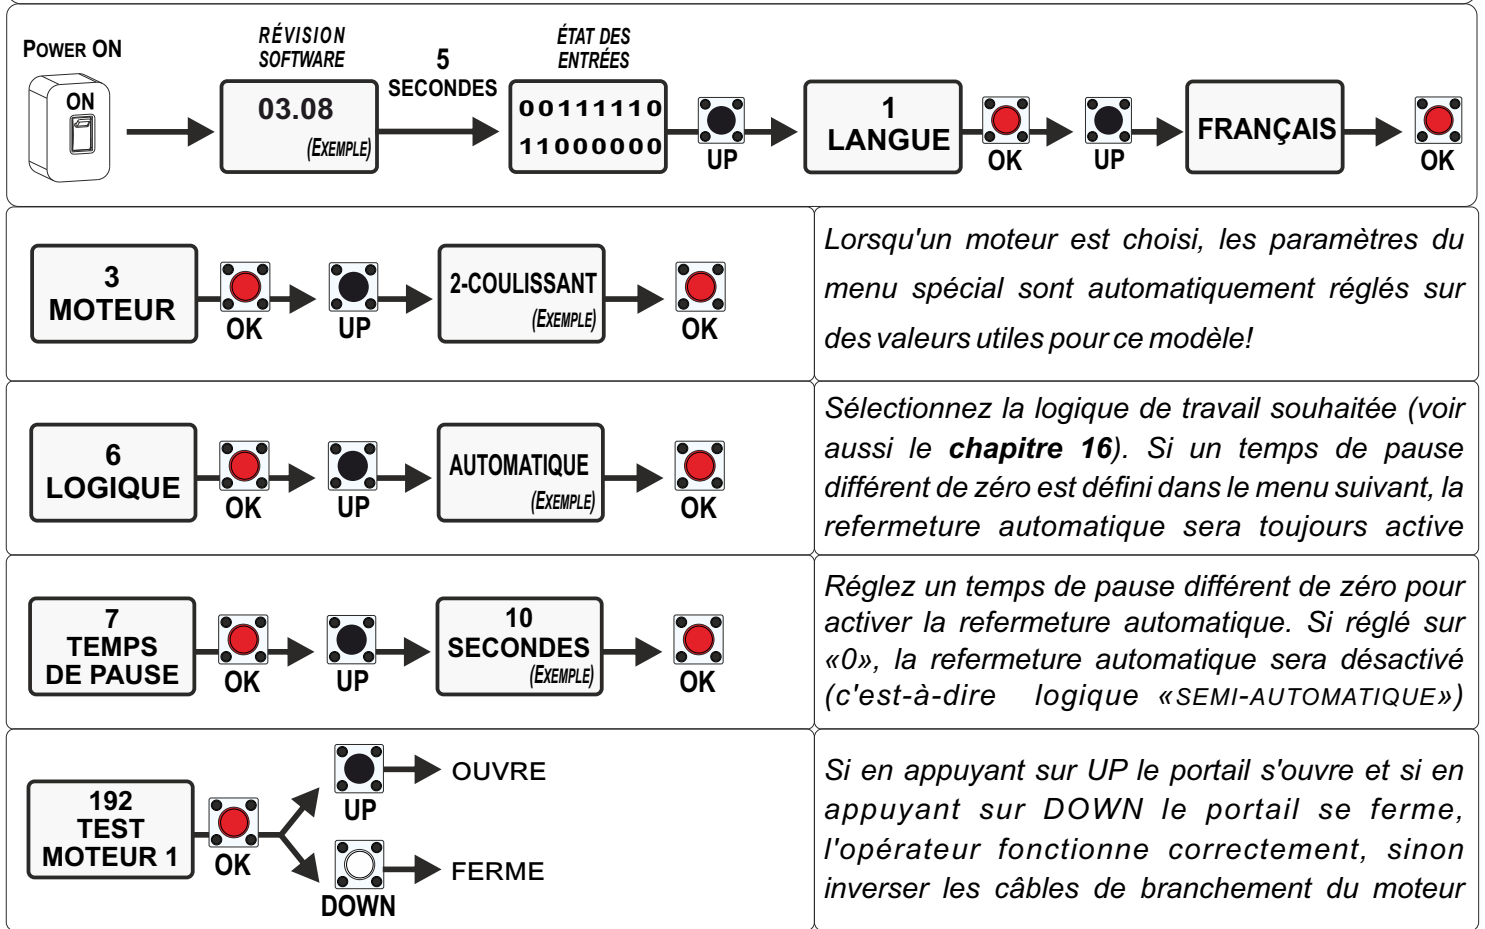 POWER ON
ON
RÉVISION
SOFTWARE
03.08
(EXEMPLE)
5
SECONDES
ÉTAT DES
ENTRÉES
00111110
11000000
UP
1
LANGUE
OK
UP
FRANÇAIS
OK
3
MOTEUR
OK
UP
2-COULISSANT
(EXEMPLE)
OK
Lorsqu'un moteur est choisi, les paramètres du
menu spécial sont automatiquement réglés sur
des valeurs utiles pour ce modèle!
6
LOGIQUE
OK
UP
AUTOMATIQUE
(EXEMPLE)
OK
Sélectionnez la logique de travail souhaitée (voir
aussi le chapitre 16). Si un temps de pause
différent de zéro est défini dans le menu suivant, la
refermeture automatique sera toujours active
7
TEMPS
DE PAUSE
OK
UP
10
SECONDES
(EXEMPLE)
OK
Réglez un temps de pause différent de zéro pour
activer la refermeture automatique. Si réglé sur
«0», la refermeture automatique sera désactivé
(c'est-à-dire logique «SEMI-AUTOMATIQUE»)
192
TEST
MOTEUR 1
OK
UP
OUVRE
DOWN
FERME
Si en appuyant sur UP le portail s'ouvre et si en
appuyant sur DOWN le portail se ferme,
l'opérateur fonctionne correctement, sinon
inverser les câbles de branchement du moteur